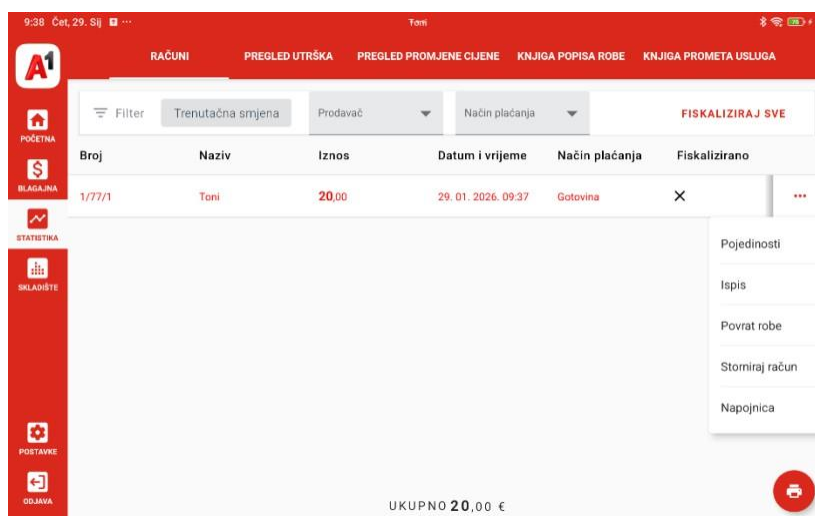 9:38 Čet, 29. Sij
Toni
A1
RAČUNI PREGLED UTRŠKA PREGLED PROMJENE CIJENE KNJIGA POPISA ROBE KNJIGA PROMETA USLUGA
Filter Trenutačna smjena Prodavač Način plaćanja FISKALIZIRAJ SVE
POČETNA
Broj Naziv Iznos Datum i vrijeme Način plaćanja Fiskalizirano
BLAGAJNA
1/77/1 Toni 20,00 29. 01. 2026. 09:37 Gotovina
STATISTIKA
Pojedinosti
SKLADIŠTE
Ispis
Povrat robe
Storniraj račun
Napojnica
POSTAVKE
ODJAVA
UKUPNO 20,00 €